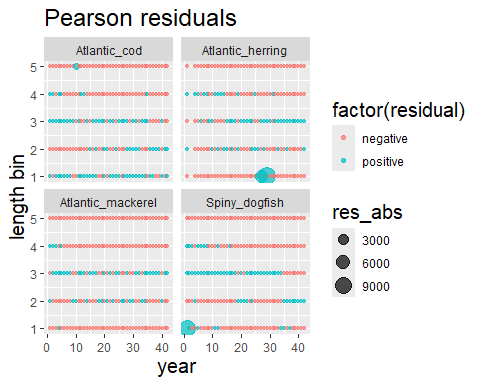 Pearson residuals
Atlantic_cod
Atlantic_herring
5
4
3
2
1
Atlantic_mackerel
Spiny_dogfish
5
4
3
2
1
0 10 20 30 40
0 10 20 30 40
length bin
year
factor(residual)
negative
positive
res_abs
3000
6000
9000